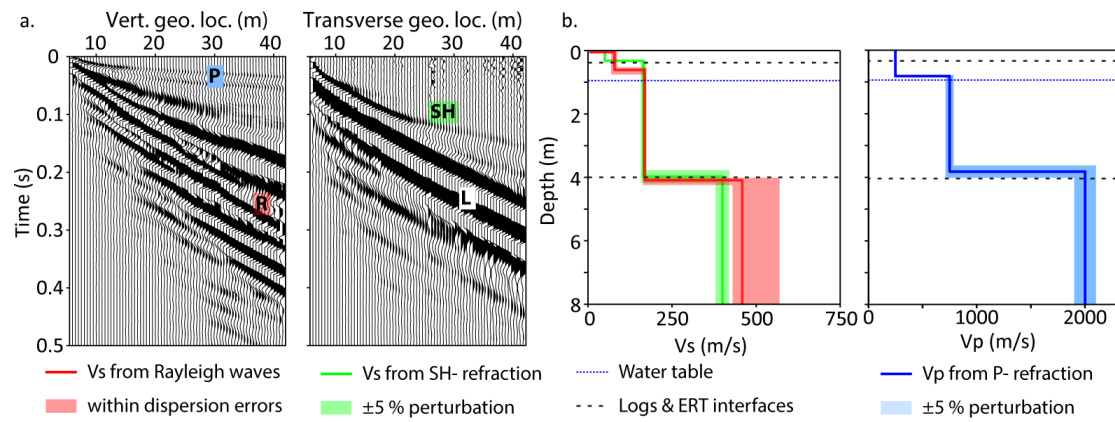 a.
Vert. geo. loc. (m)
Transverse geo. loc. (m)
b.
10 20 30 40
10 20 30 40
Time (s)
0
0.1
0.2
0.3
0.4
0.5
P
R
SH
L
Depth (m)
0
2
4
6
8
0 250 500 750
Vs (m/s)
1000 2000
Vp (m/s)
Vs from Rayleigh waves
within dispersion errors
Vs from SH- refraction
±5 % perturbation
Water table
Logs & ERT interfaces
Vp from P- refraction
±5 % perturbation